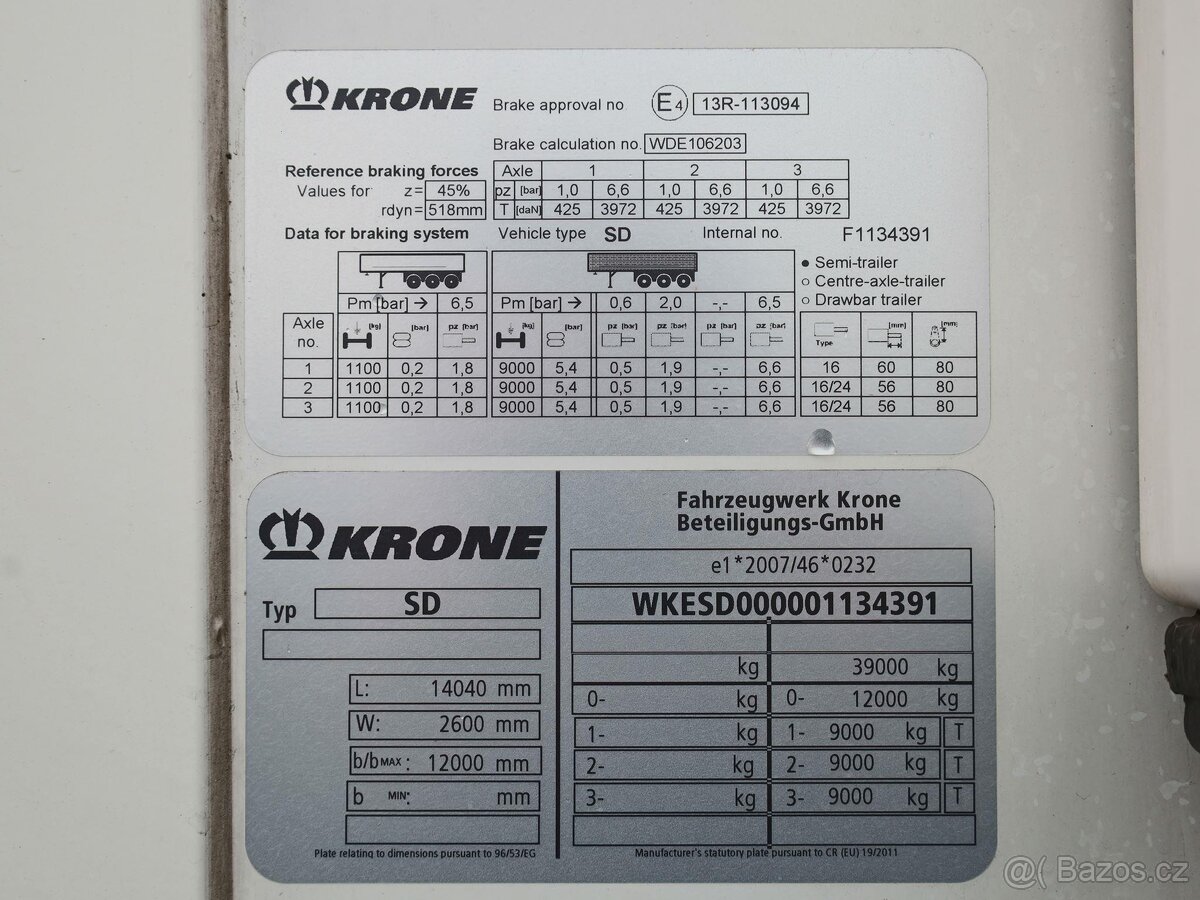 KRONE Brake approval no E4 13R-113094
Brake calculation no. WDE106203
Reference braking forces Axle 1 2 3
Values for z= 45% pz [bar] 1,0 6,6 1,0 6,6 1,0 6,6
rdyn= 518mm T [daN] 425 3972 425 3972 425 3972
Data for braking system Vehicle type SD Internal no. F1134391
Semi-trailer
Centre-axle-trailer
Drawbar trailer
Pm [bar] → 6,5 Pm [bar] → 0,6 2,0 -,- 6,5
Axle no. [kg] [bar] pz [bar] [kg] [bar] pz [bar] pz [bar] pz [bar] pz [bar] Type [mm] [mm]
1 1100 0,2 1,8 9000 5,4 0,5 1,9 -,- 6,6 16 60 80
2 1100 0,2 1,8 9000 5,4 0,5 1,9 -,- 6,6 16/24 56 80
3 1100 0,2 1,8 9000 5,4 0,5 1,9 -,- 6,6 16/24 56 80
KRONE
Typ SD
L: 14040 mm
W: 2600 mm
b/b MAX : 12000 mm
b MIN: mm
Plate relating to dimensions pursuant to 96/53/EG
Fahrzeugwerk Krone
Beteiligungs-GmbH
e1*2007/46*0232
WKESD000001134391
kg 39000 kg
0- kg 0- 12000 kg
1- kg 1- 9000 kg T
2- kg 2- 9000 kg T
3- kg 3- 9000 kg T
Manufacturer's statutory plate pursuant to CR (EU) 19/2011
@( Bazos.cz